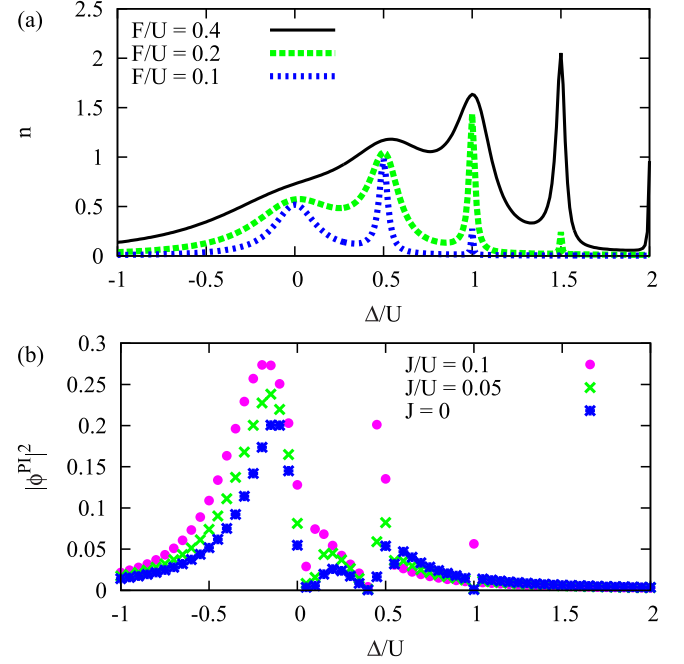 (a)
F/U = 0.4
F/U = 0.2
F/U = 0.1
n
2.5
2
1.5
1
0.5
0
-1 -0.5 0 0.5 1 1.5 2
Δ/U
(b)
J/U = 0.1
J/U = 0.05
J = 0
|ϕ^PI|^2
0.3
0.25
0.2
0.15
0.1
0.05
0
-1 -0.5 0 0.5 1 1.5 2
Δ/U